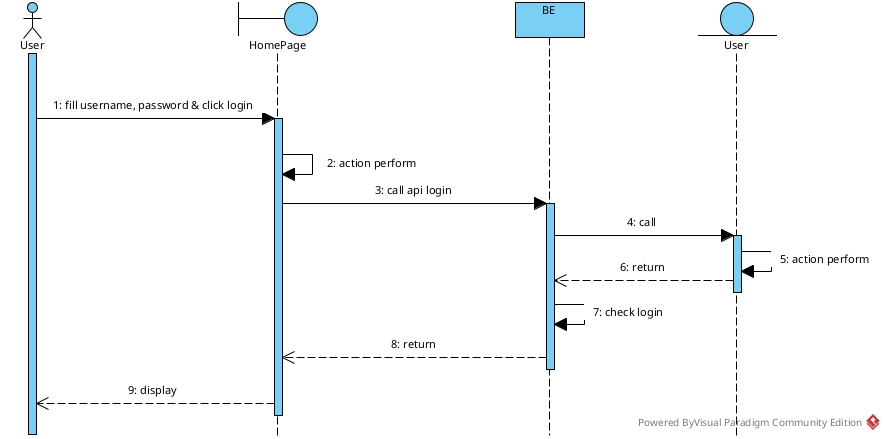 BE
User
HomePage
User
1: fill username, password & click login
2: action perform
3: call api login
4: call
5: action perform
6: return
7: check login
8: return
9: display
Powered ByVisual Paradigm Community Edition